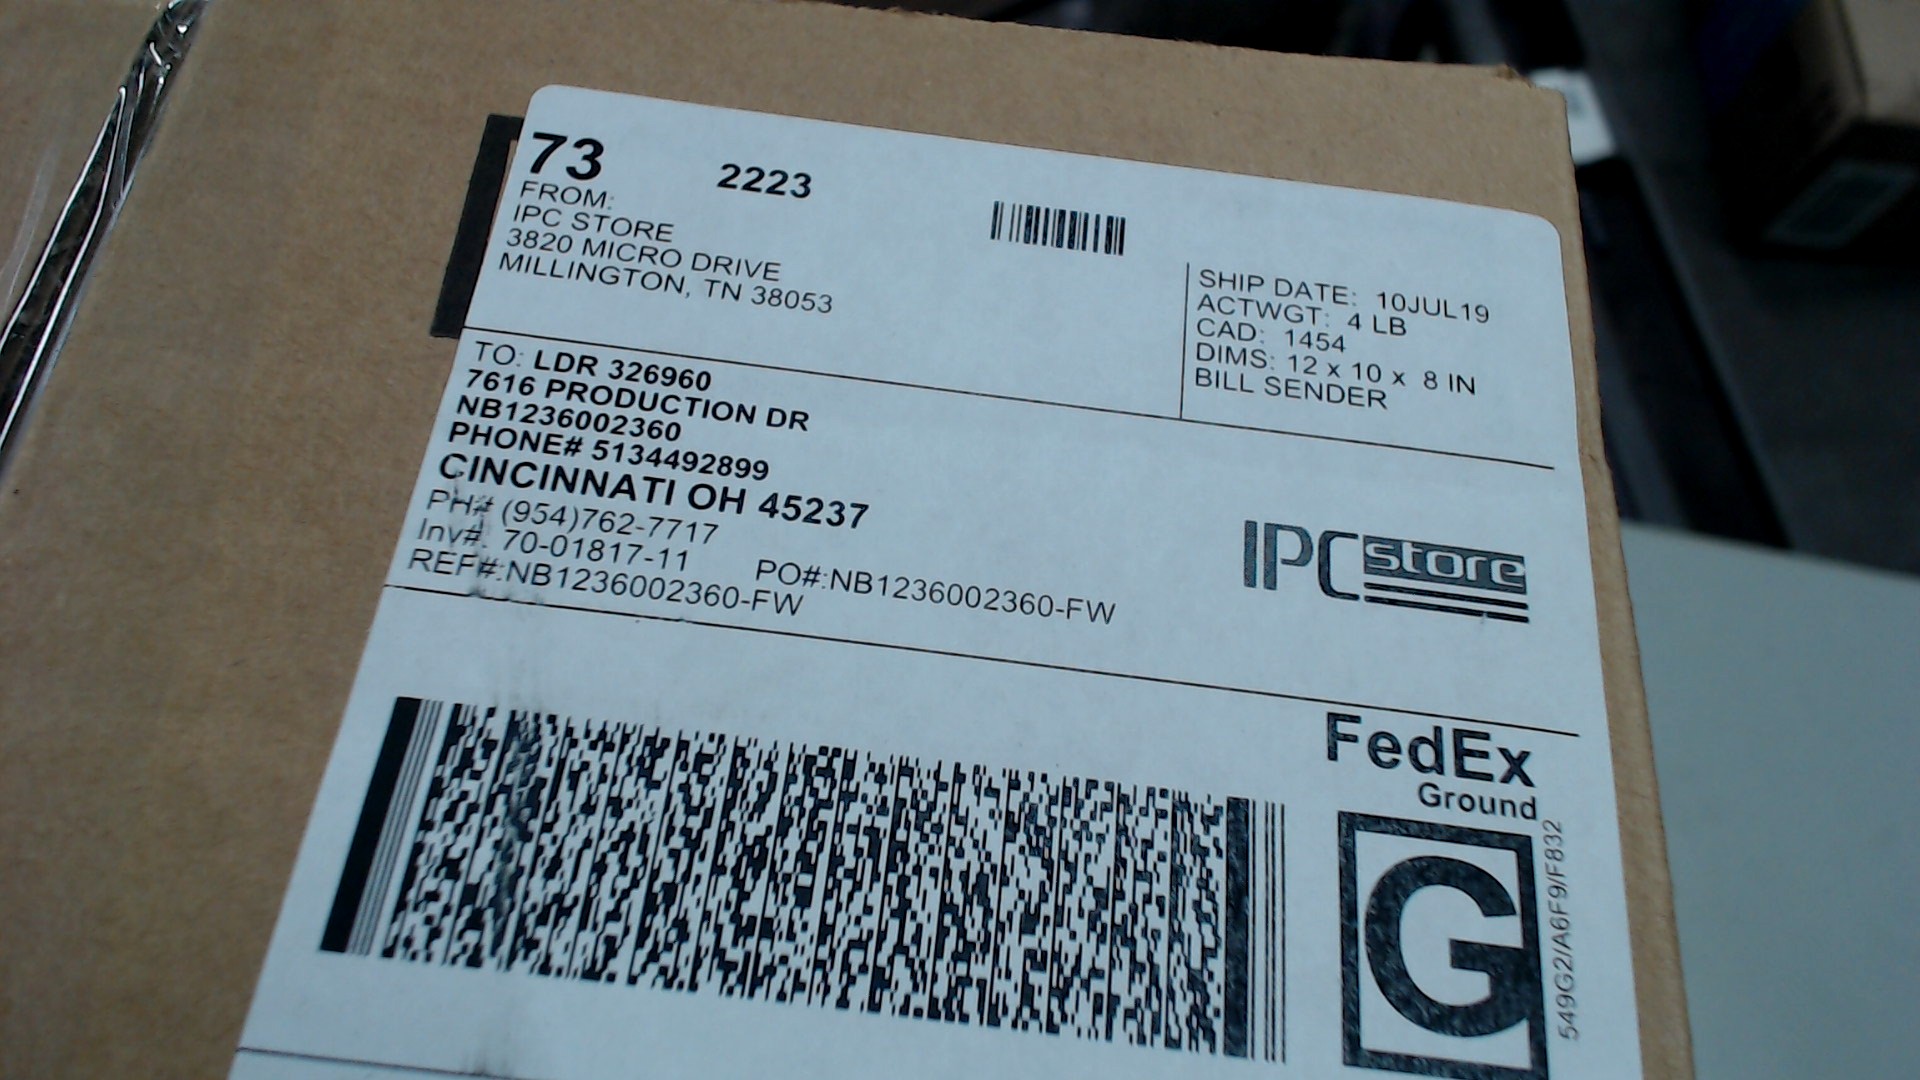 73
2223
FROM:
IPC STORE
3820 MICRO DRIVE
MILLINGTON, TN 38053
SHIP DATE: 10JUL19
ACTWGT: 4 LB
CAD: 1454
DIMS: 12 x 10 x 8 IN
BILL SENDER
TO: LDR 326960
7616 PRODUCTION DR
NB1236002360
PHONE# 5134492899
CINCINNATI OH 45237
PH# (954)762-7717
Inv#: 70-01817-11 PO#:NB1236002360-FW
REF#:NB1236002360-FW
IPC store
FedEx
Ground
G
549G2/A6F9/F832